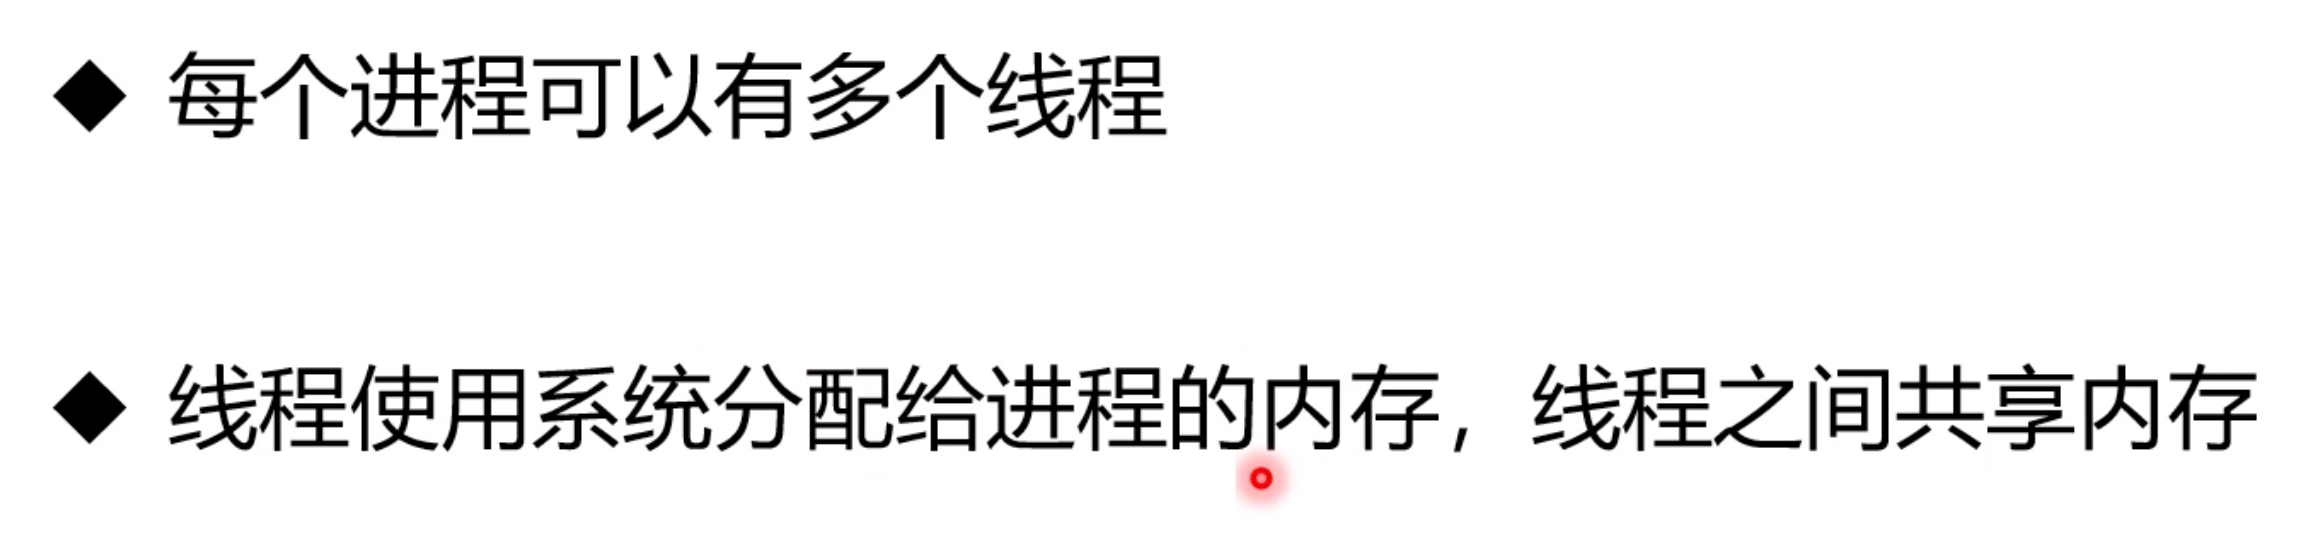 ◆ 每个进程可以有多个线程
◆ 线程使用系统分配给进程的内存，线程之间共享内存